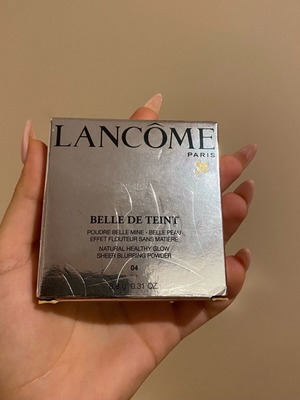 LANCÔME
PARIS
BELLE DE TEINT
POUDRE BELLE MINE - BELLE PEAU
EFFET FLOUTEUR SANS MATIÈRE
NATURAL HEALTHY GLOW
SHEER BLURRING POWDER
04
0.31 OZ.